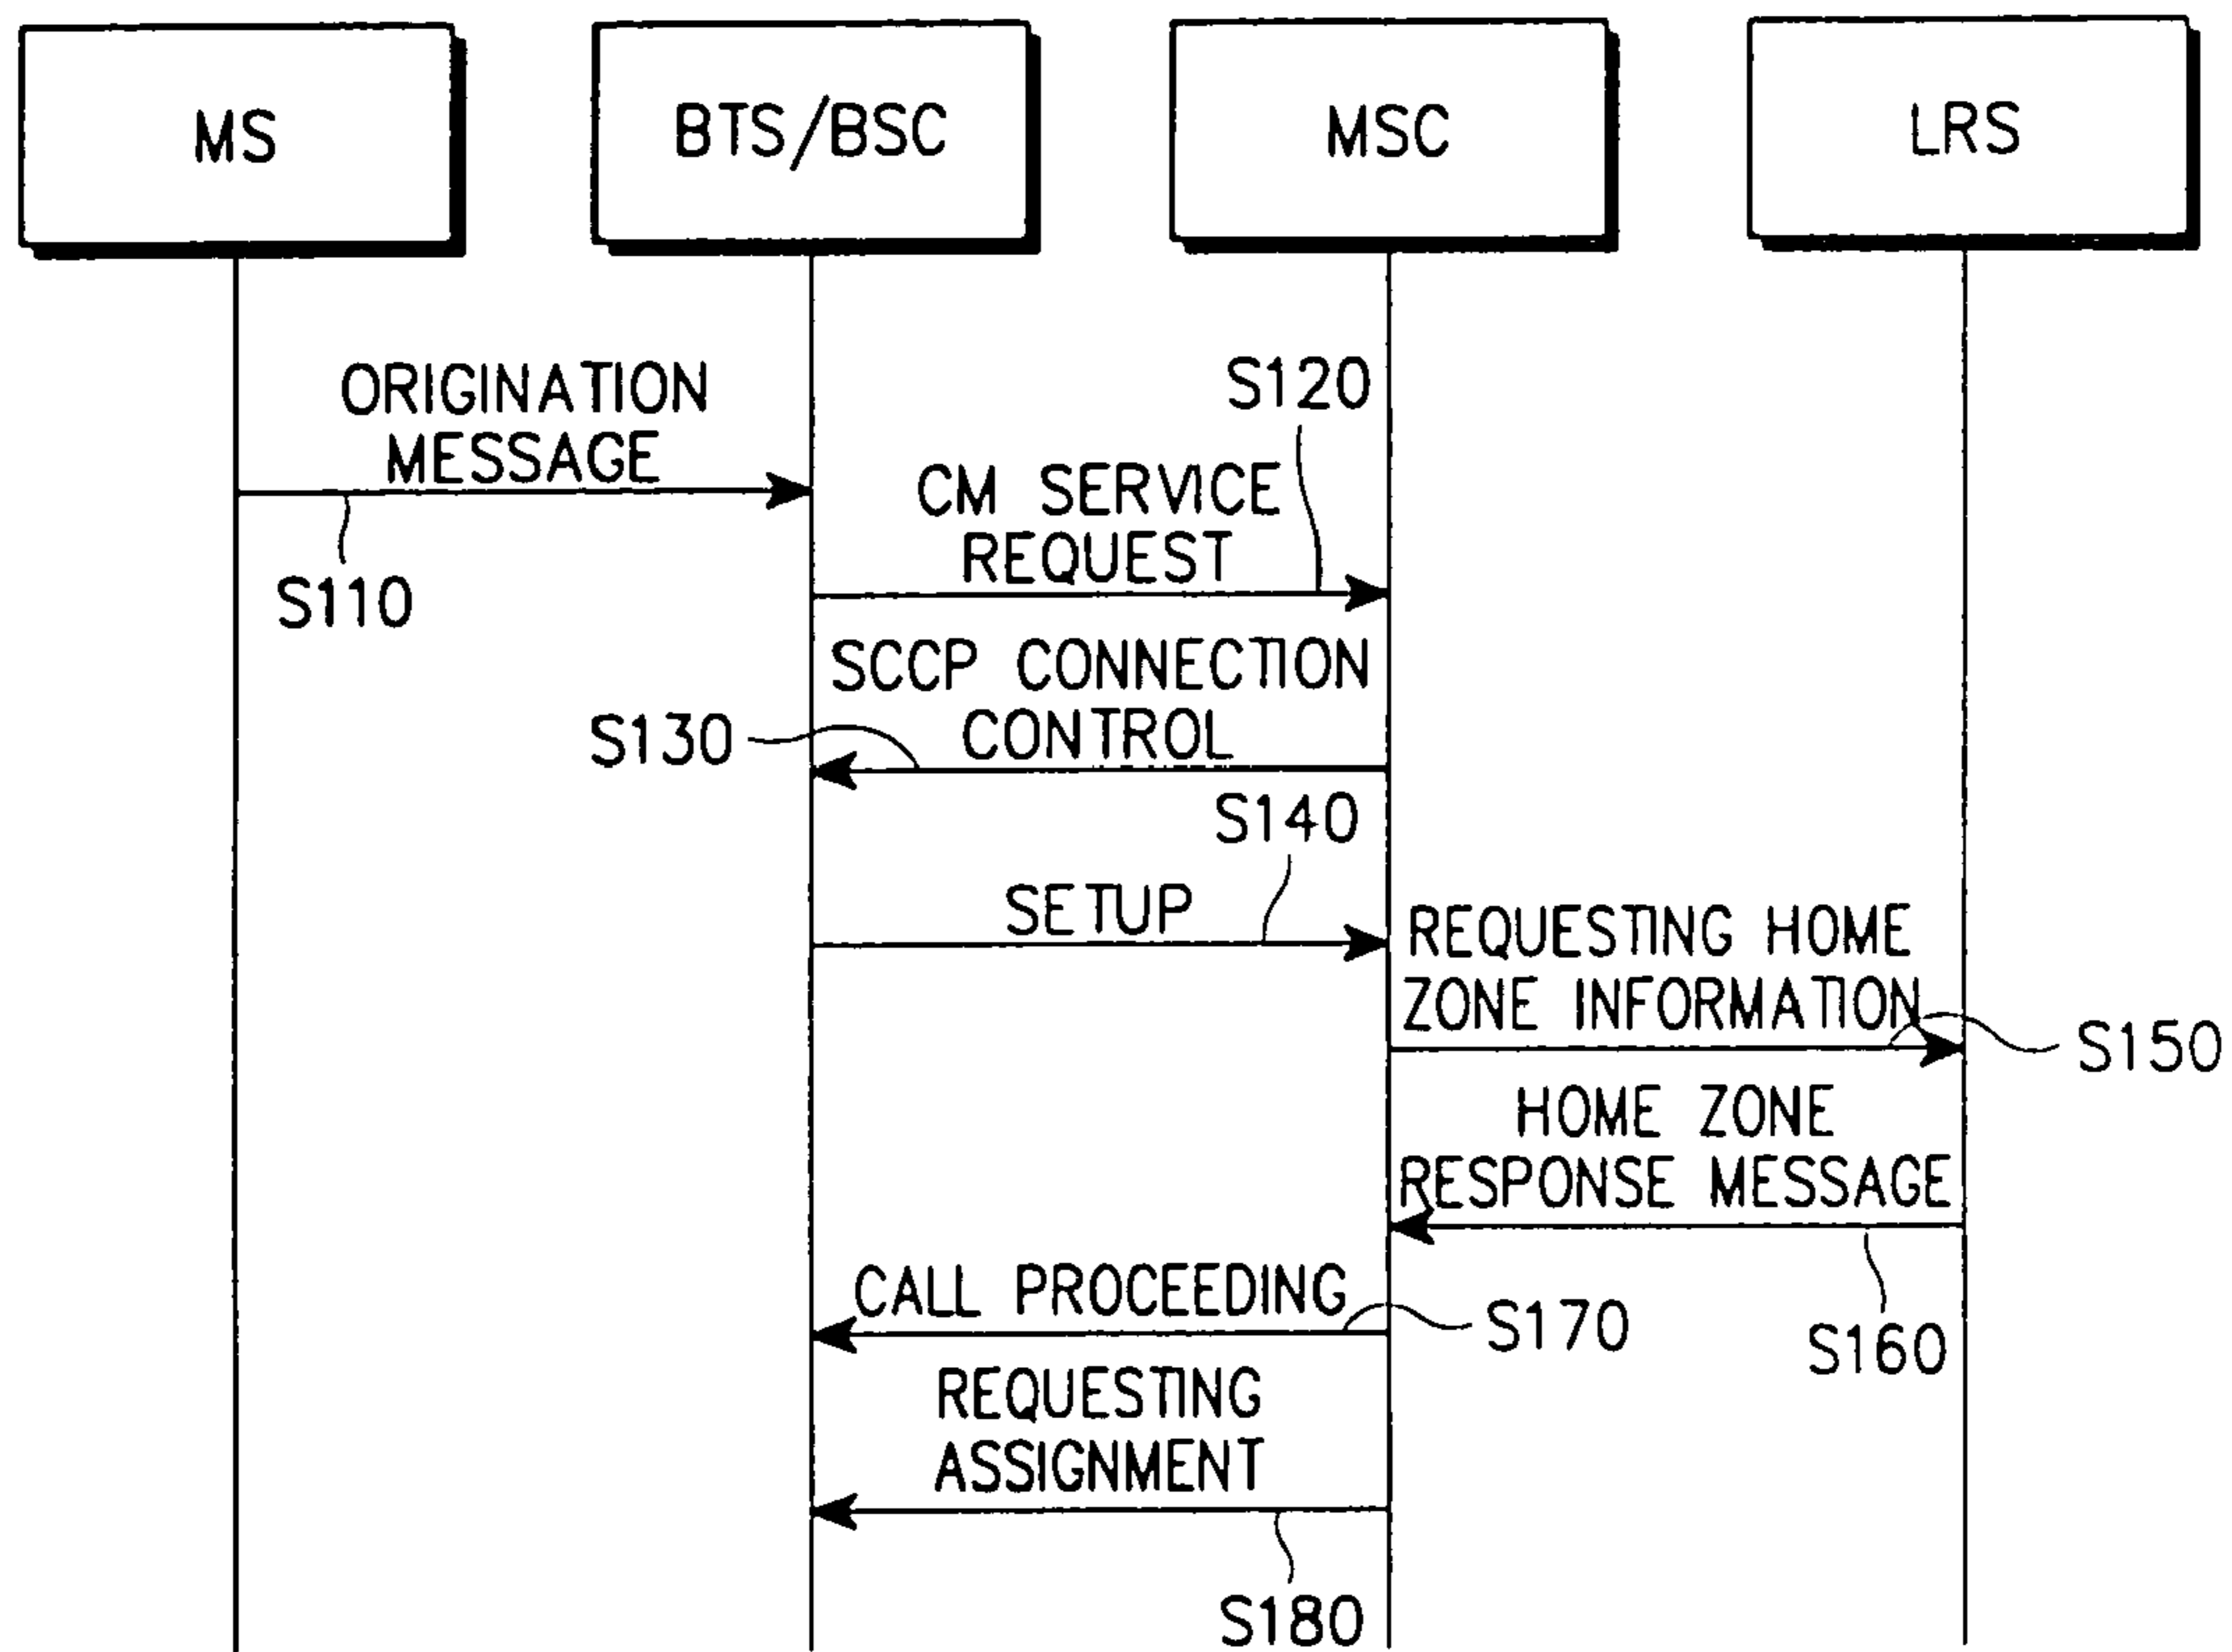 MS
BTS/BSC
MSC
LRS
ORIGINATION
MESSAGE
S110
S120
CM SERVICE
REQUEST
SCCP CONNECTION
CONTROL
S130
S140
SETUP
REQUESTING HOME
ZONE INFORMATION
S150
HOME ZONE
RESPONSE MESSAGE
S160
CALL PROCEEDING
S170
REQUESTING
ASSIGNMENT
S180